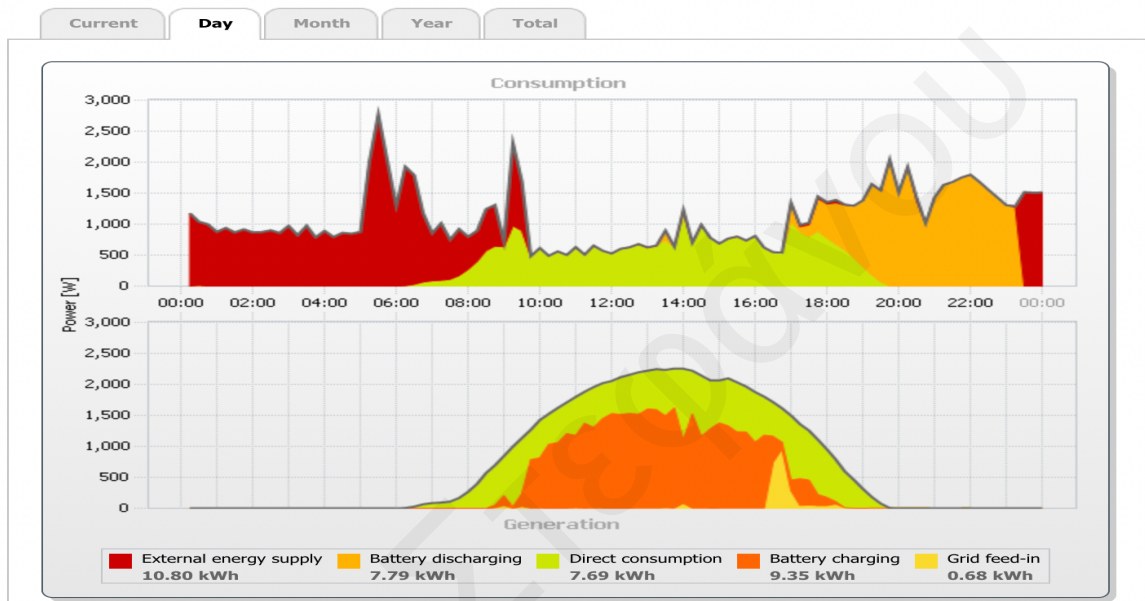 Current Day Month Year Total
Consumption
3,000
2,500
2,000
1,500
1,000
500
0
00:00 02:00 04:00 06:00 08:00 10:00 12:00 14:00 16:00 18:00 20:00 22:00 00:00
Power [W]
3,000
2,500
2,000
1,500
1,000
500
0
Generation
External energy supply Battery discharging Direct consumption Battery charging Grid feed-in
10.80 kWh 7.79 kWh 7.69 kWh 9.35 kWh 0.68 kWh